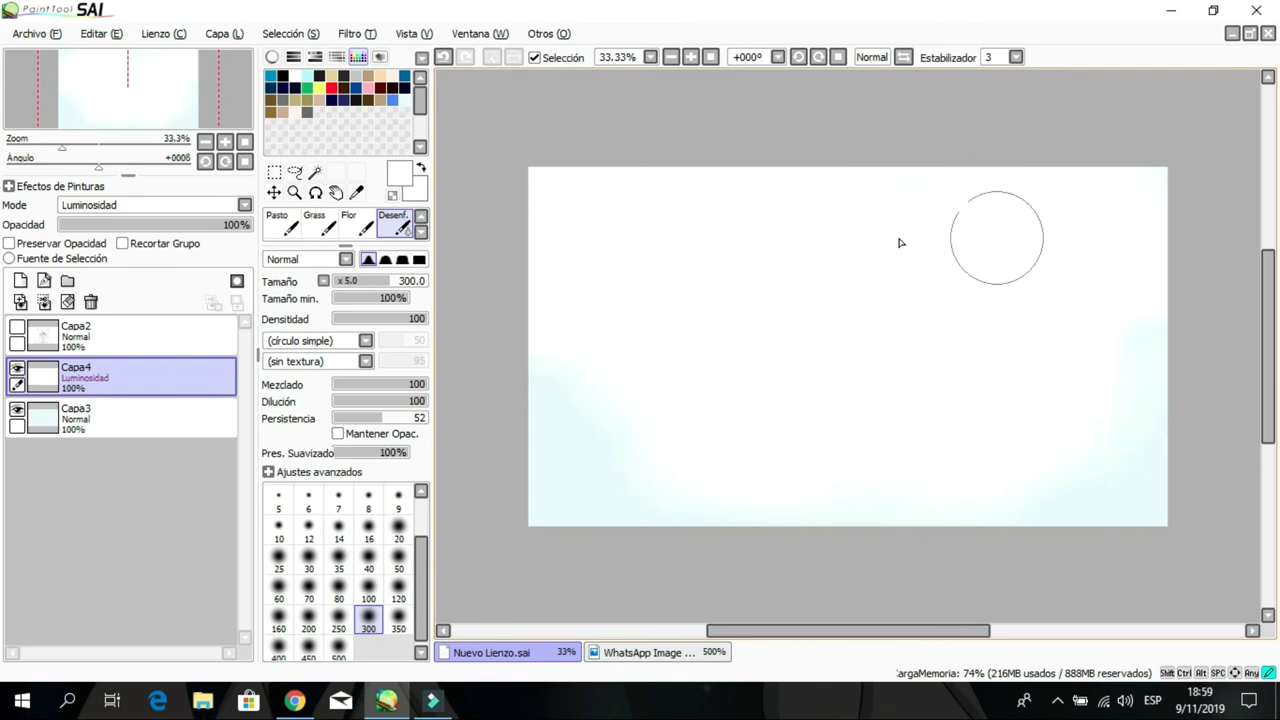 PaintTool SAI
Archivo (F) Editar (E) Lienzo (C) Capa (L) Selección (S) Filtro (T) Vista (V) Ventana (W) Otros (O)
Selección 33.33% +000º Normal Estabilizador 3
Zoom 33.3%
Ángulo +000ß
Efectos de Pinturas
Modo Luminosidad
Opacidad 100%
Preservar Opacidad Recortar Grupo
Fuente de Selección
Capa2
Normal
100%
Capa4
Luminosidad
100%
Capa3
Normal
100%
Pasto Grass Flor Desenf.
Normal
Tamaño x 5.0 300.0
Tamaño min. 100%
Densitidad 100
(círculo simple) 50
(sin textura) 95
Mezclado 100
Dilución 100
Persistencia 52
Mantener Opac.
Pres. Suavizado 100%
Ajustes avanzados
5 6 7 8 9
10 12 14 16 20
25 30 35 40 50
60 70 80 100 120
160 200 250 300 350
400 450 500
Nuevo Lienzo.sai 33% WhatsApp Image ... 500%
argaMemoria: 74% (216MB usados / 888MB reservados) Shift Ctrl Alt SPC Any
ESP
18:59
9/11/2019